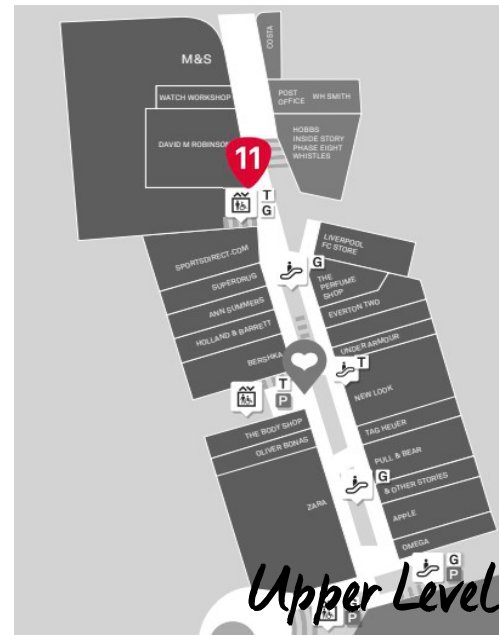 COSTA
M&S
WATCH WORKSHOP
POST
OFFICE
WH SMITH
HOBBS
INSIDE STORY
PHASE EIGHT
WHISTLES
DAVID M ROBINSON
11
T
G
LIVERPOOL
FC STORE
SPORTSDIRECT.COM
G
THE
PERFUME
SHOP
SUPERDRUG
EVERTON TWO
ANN SUMMERS
HOLLAND & BARRETT
UNDER ARMOUR
BERSHKA
T
T
P
NEW LOOK
THE BODY SHOP
TAG HEUER
OLIVER BONAS
PULL & BEAR
G
& OTHER STORIES
ZARA
APPLE
OMEGA
G
P
Upper Level
P